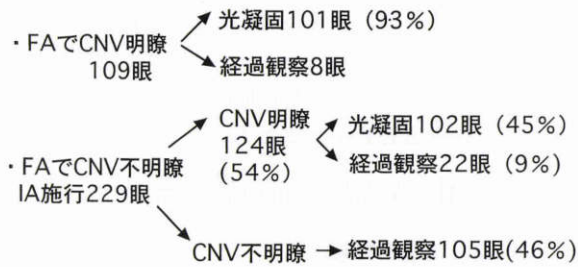 ・FAでCNV明瞭
109眼
光凝固101眼（93%）
経過観察8眼
・FAでCNV不明瞭
IA施行229眼
CNV明瞭
124眼
(54%)
光凝固102眼（45%）
経過観察22眼（9%）
CNV不明瞭
経過観察105眼(46%)